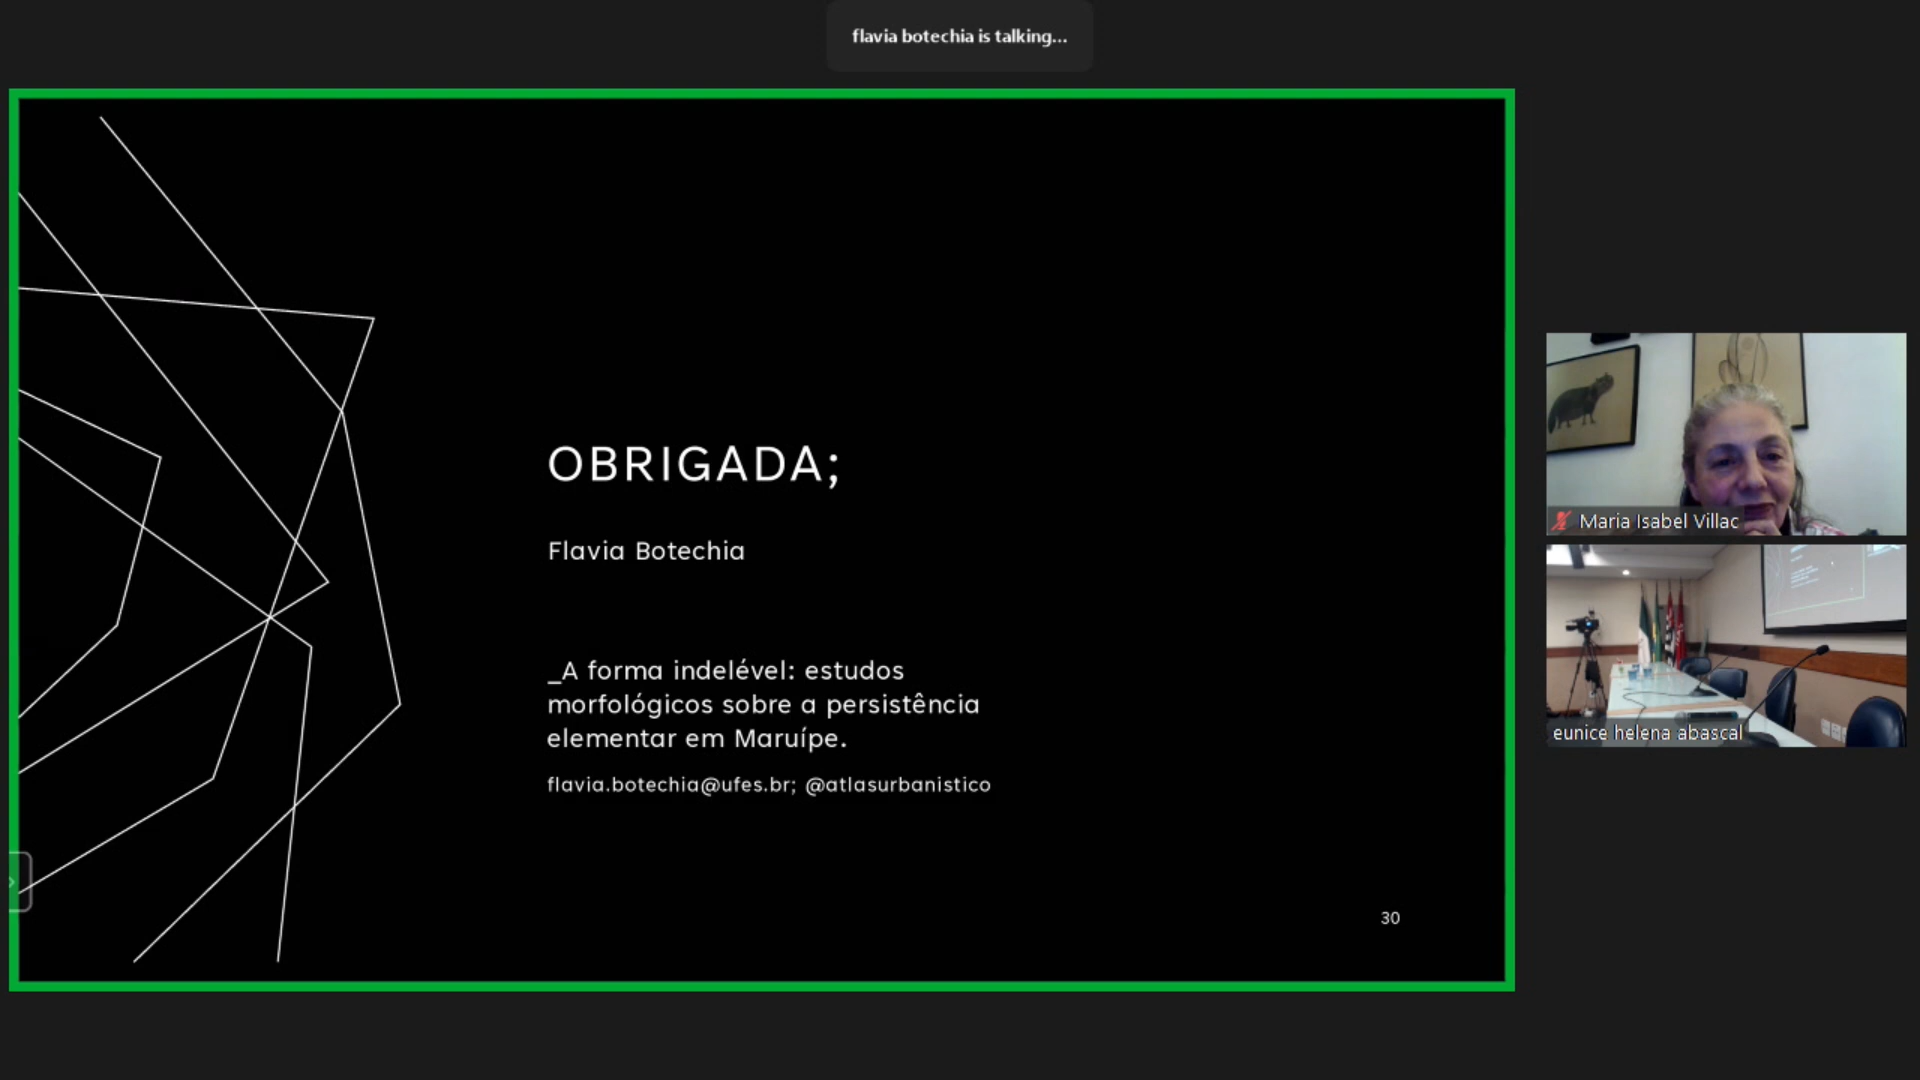 flavia botechia is talking...
OBRIGADA;
Flavia Botechia
_A forma indelével: estudos
morfológicos sobre a persistência
elementar em Maruípe.
flavia.botechia@ufes.br; @atlasurbanistico
30
Maria Isabel Villac
eunice helena abascal